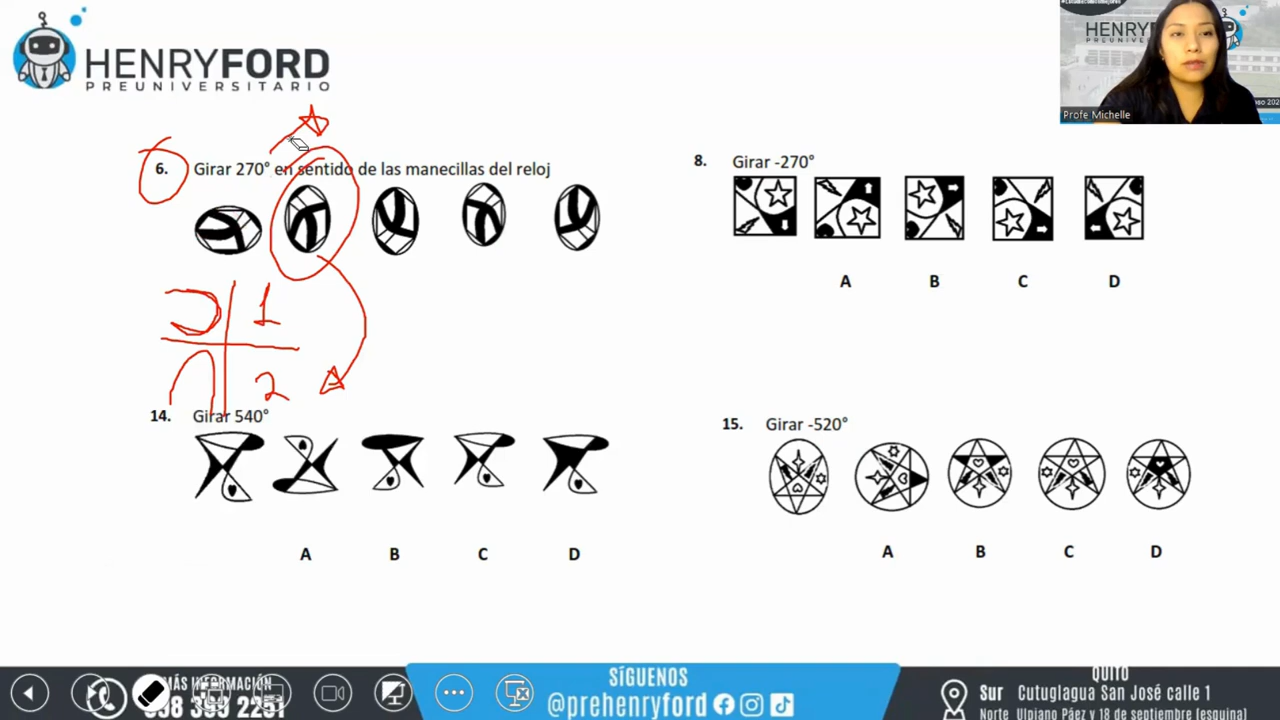 HENRYFORD
PREUNIVERSITARIO
HENRYFORD
Profe Michelle
6. Girar 270° en sentido de las manecillas del reloj
1
2
8. Girar -270°
A B C D
14. Girar 540°
A B C D
15. Girar -520°
A B C D
MÁS INFORMACIÓN
SÍGUENOS
@prehenryford
QUITO
Sur Cutuglagua San José calle 1
Norte Ulpiano Páez y 18 de septiembre (esquina)